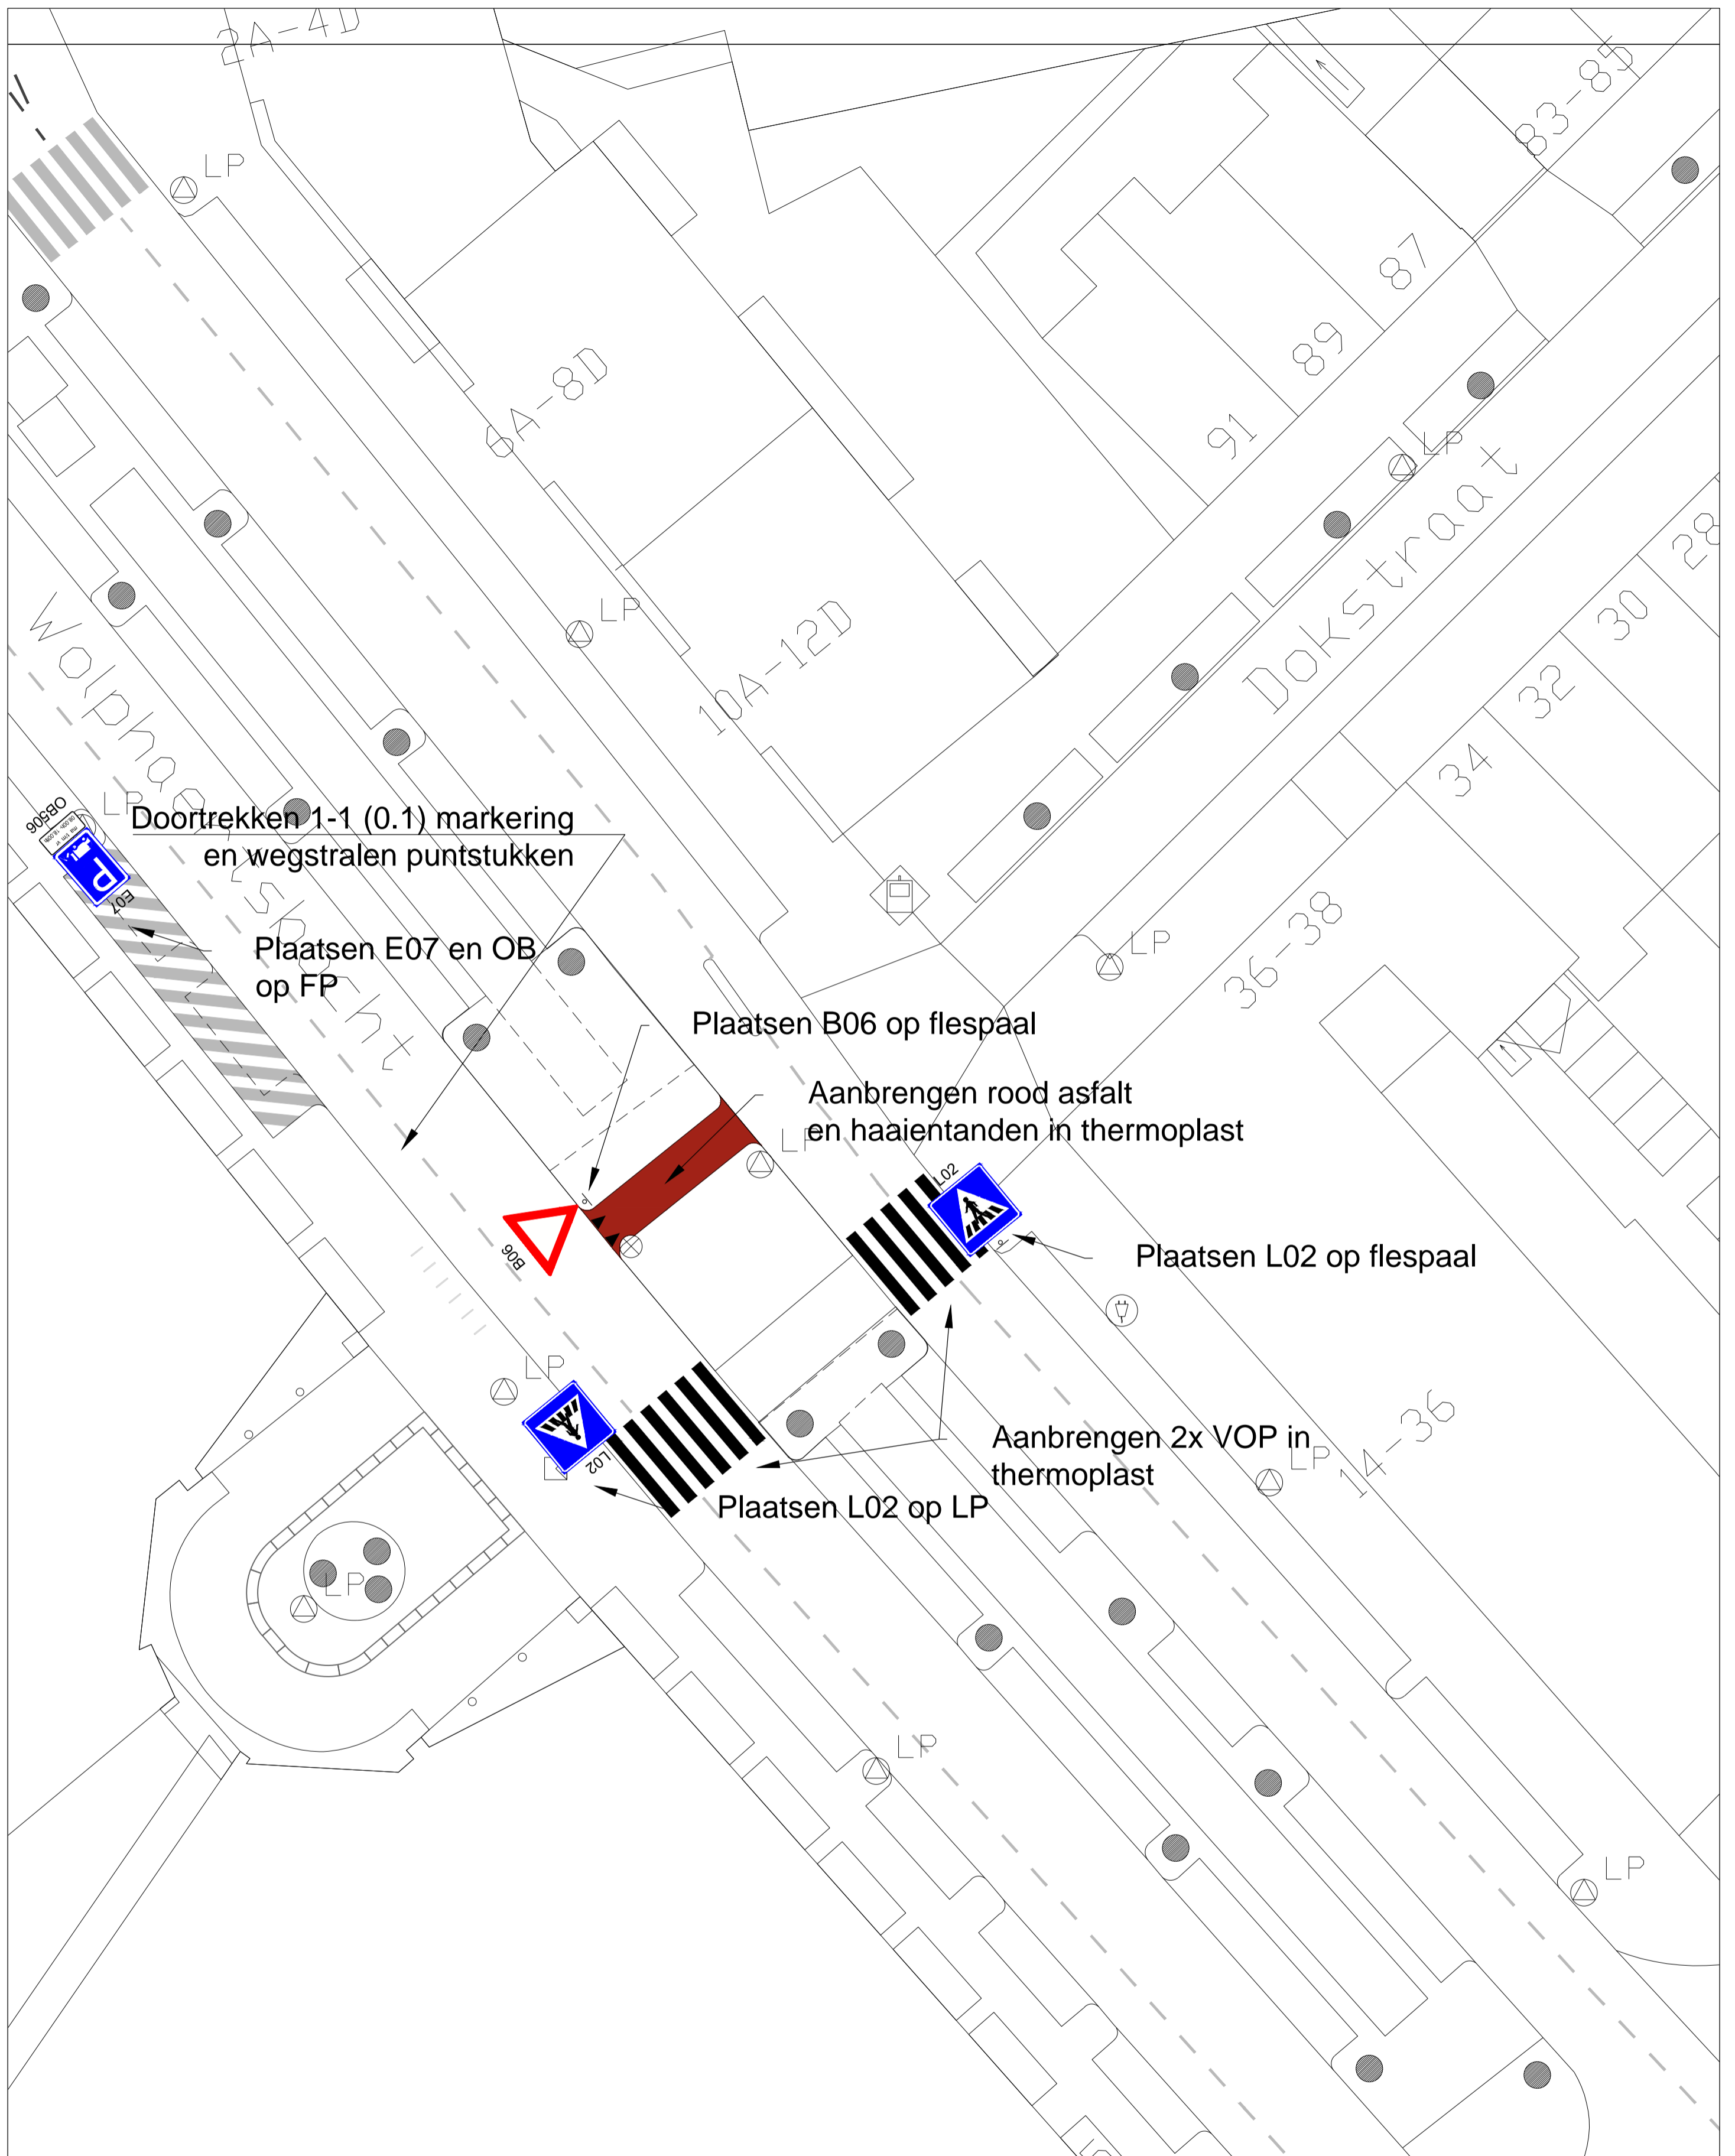 2A-4D
83-85
LP
87
89
6A-8D
91
LP
Dokstraat
28
30
LP
32
10A-12D
34
Wolphaertsbocht
LP
OB506
Doortrekken 1-1 (0.1) markering
en wegstralen puntstukken
E07
P
36-38
LP
Plaatsen E07 en OB
op FP
Plaatsen B06 op flespaal
Aanbrengen rood asfalt
en haaientanden in thermoplast
LP
L02
B06
Plaatsen L02 op flespaal
LP
L02
14-36
Aanbrengen 2x VOP in
thermoplast
LP
Plaatsen L02 op LP
LP
LP
LP